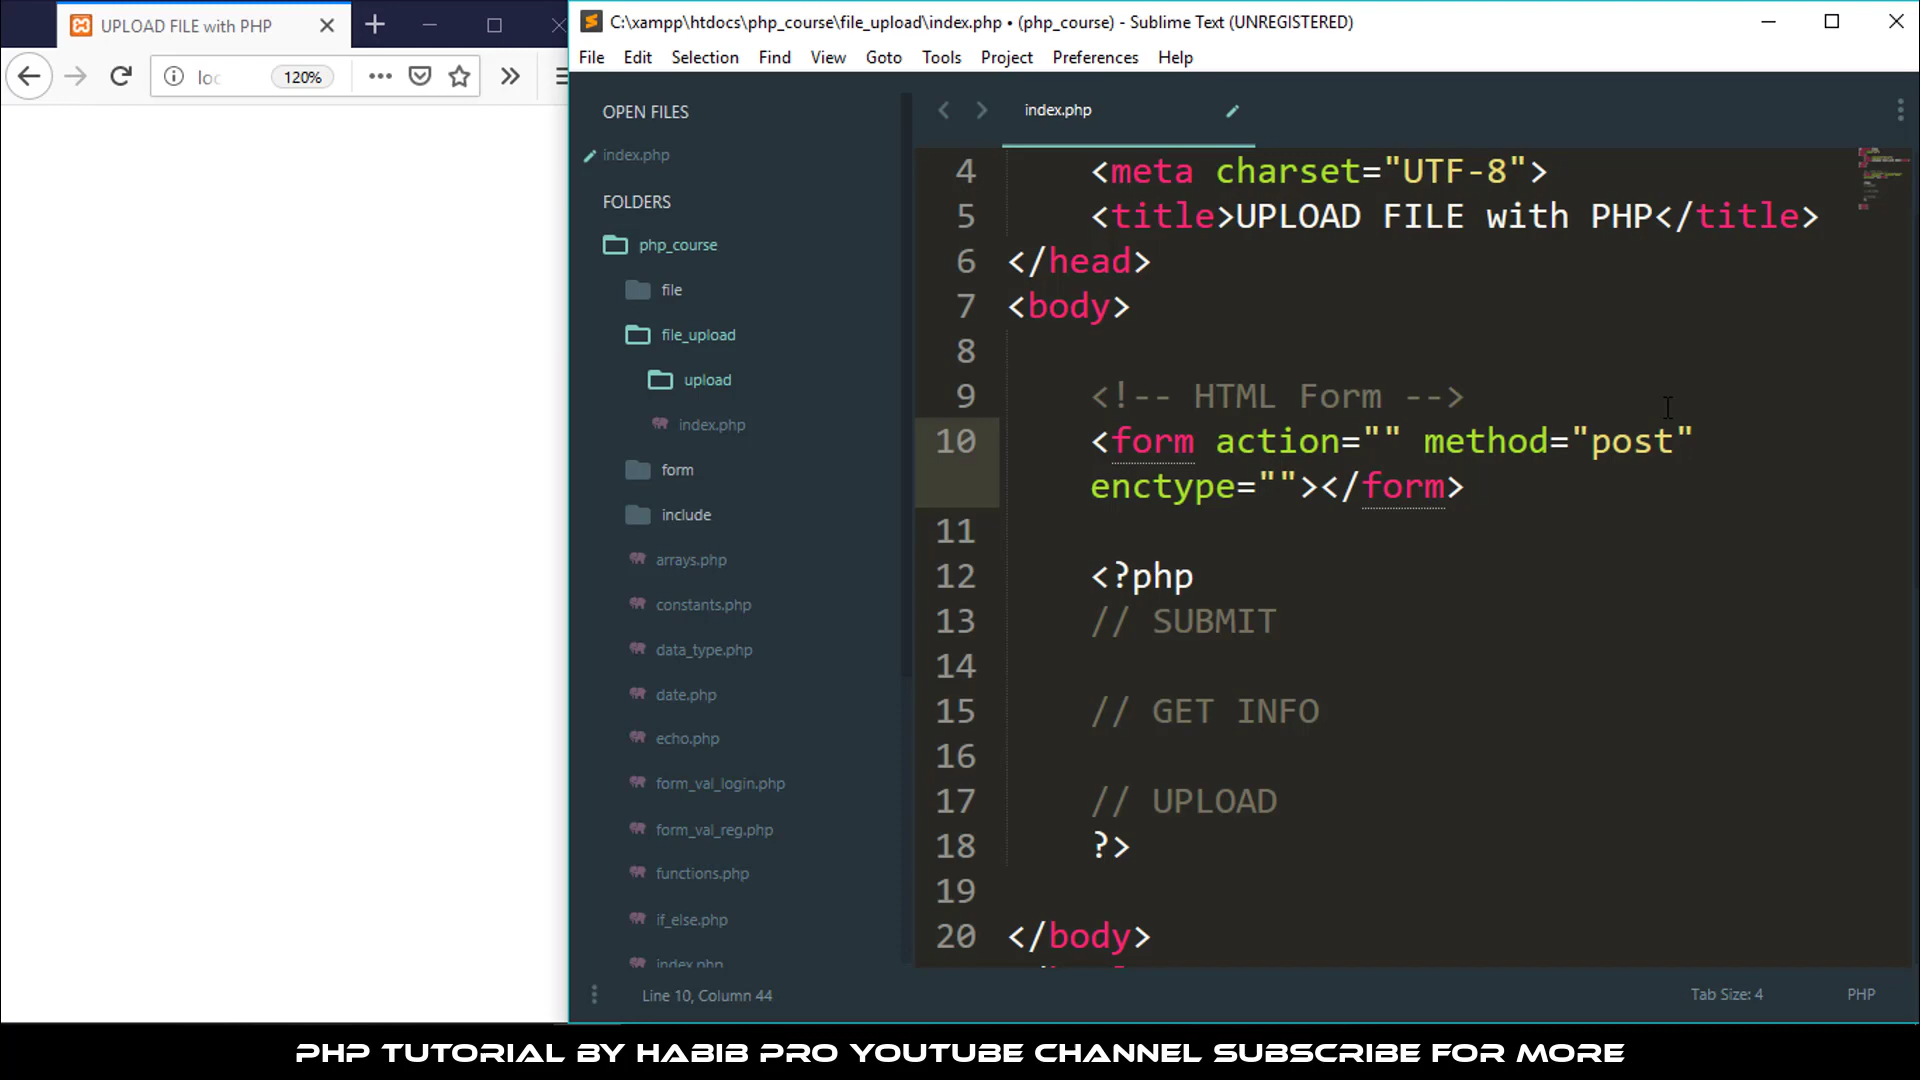 UPLOAD FILE with PHP
120%
C:\xampp\htdocs\php_course\file_upload\index.php • (php_course) - Sublime Text (UNREGISTERED)
File Edit Selection Find View Goto Tools Project Preferences Help
OPEN FILES
index.php
FOLDERS
php_course
file
file_upload
upload
index.php
form
include
arrays.php
constants.php
data_type.php
date.php
echo.php
form_val_login.php
form_val_reg.php
functions.php
if_else.php
index.php
index.php
4 <meta charset="UTF-8">
5 <title>UPLOAD FILE with PHP</title>
6 </head>
7 <body>
8
9 <!-- HTML Form -->
10 <form action="" method="post"
enctype=""></form>
11
12 <?php
13 // SUBMIT
14
15 // GET INFO
16
17 // UPLOAD
18 ?>
19
20 </body>
Line 10, Column 44
Tab Size: 4
PHP
PHP TUTORIAL BY HABIB PRO YOUTUBE CHANNEL SUBSCRIBE FOR MORE